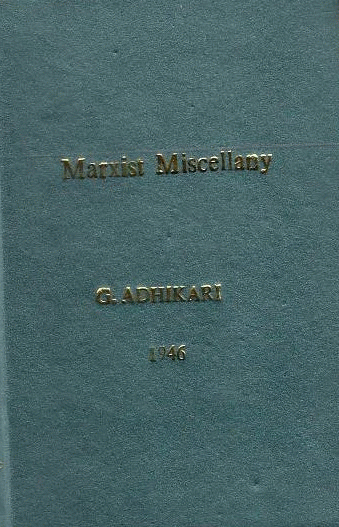 Marxist Miscellany
G. ADHIKARI
1946